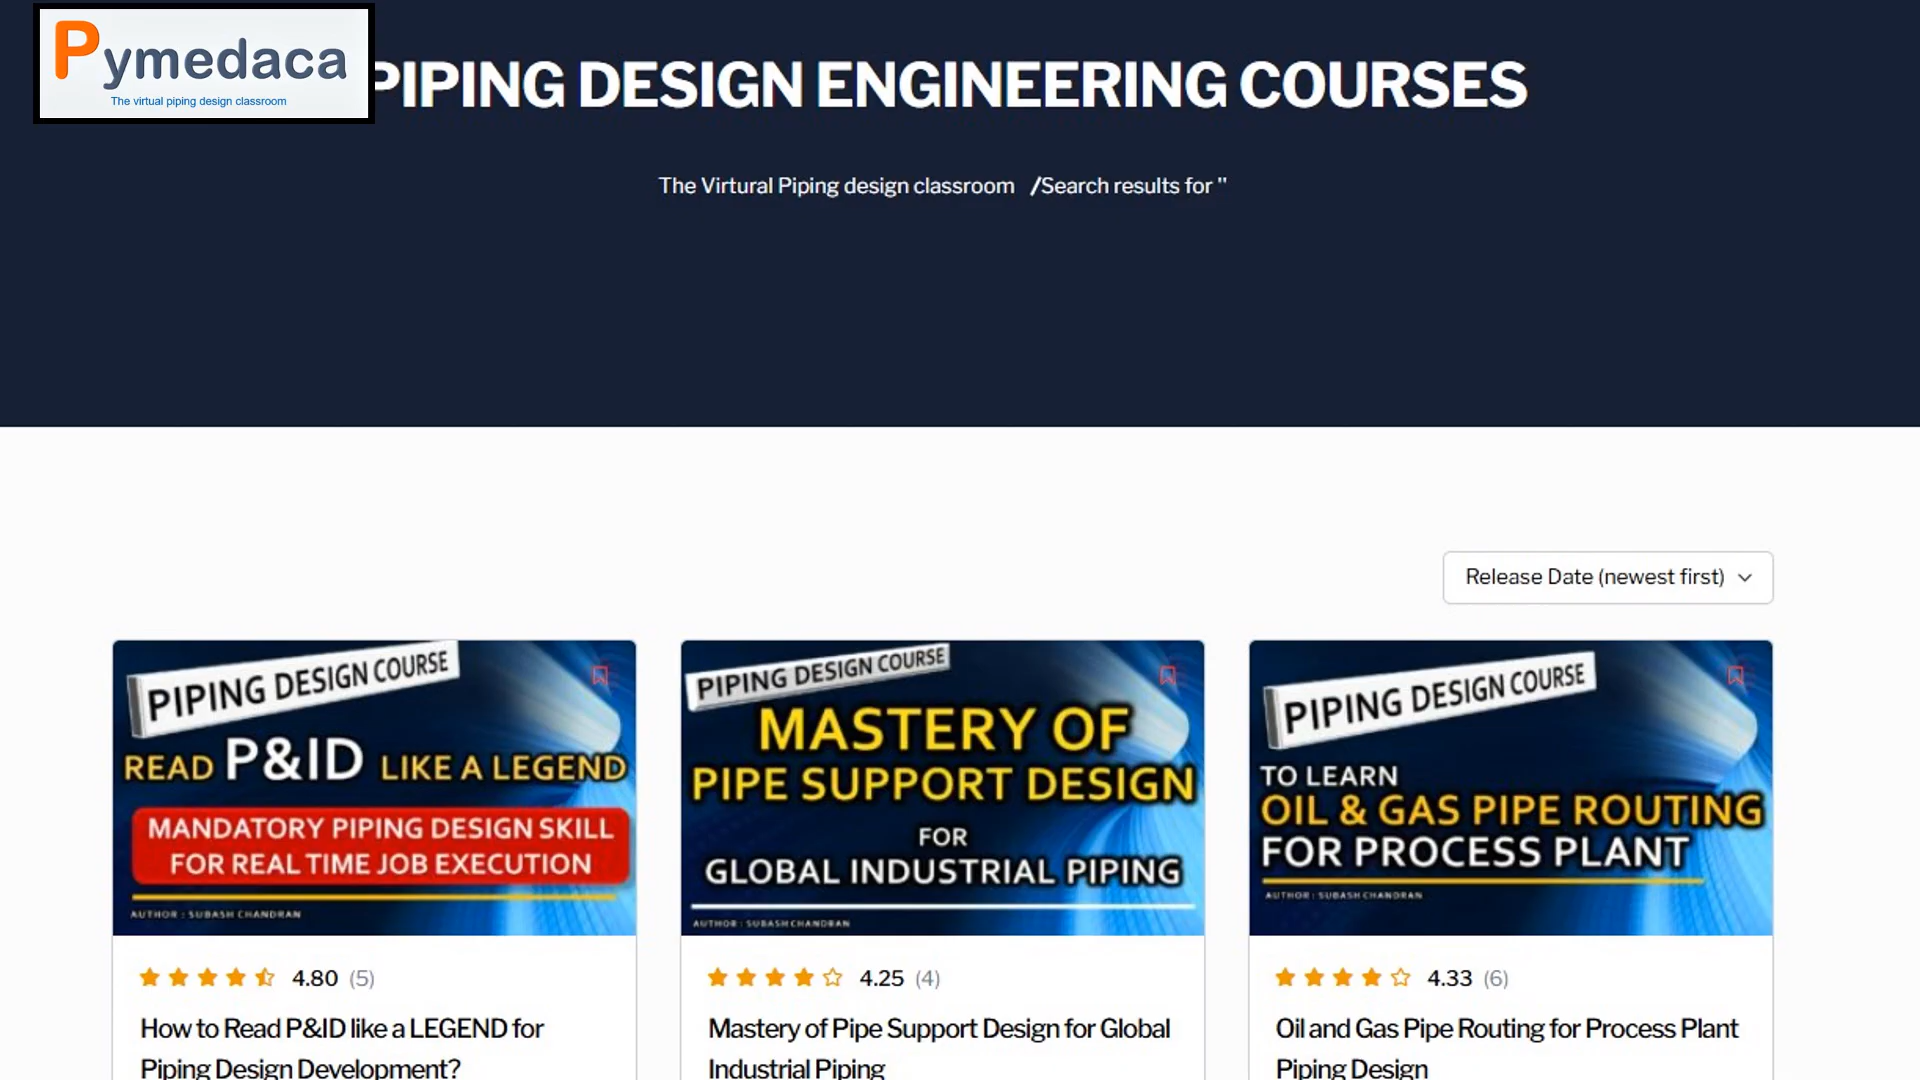 Pymedaca
The virtual piping design classroom
PIPING DESIGN ENGINEERING COURSES
The Virtural Piping design classroom /Search results for ''
Release Date (newest first)
PIPING DESIGN COURSE
READ P&ID LIKE A LEGEND
MANDATORY PIPING DESIGN SKILL
FOR REAL TIME JOB EXECUTION
AUTHOR : SUBASH CHANDRAN
4.80 (5)
How to Read P&ID like a LEGEND for
Piping Design Development?
PIPING DESIGN COURSE
MASTERY OF
PIPE SUPPORT DESIGN
FOR
GLOBAL INDUSTRIAL PIPING
AUTHOR : SUBASH CHANDRAN
4.25 (4)
Mastery of Pipe Support Design for Global
Industrial Piping
PIPING DESIGN COURSE
TO LEARN
OIL & GAS PIPE ROUTING
FOR PROCESS PLANT
AUTHOR : SUBASH CHANDRAN
4.33 (6)
Oil and Gas Pipe Routing for Process Plant
Piping Design